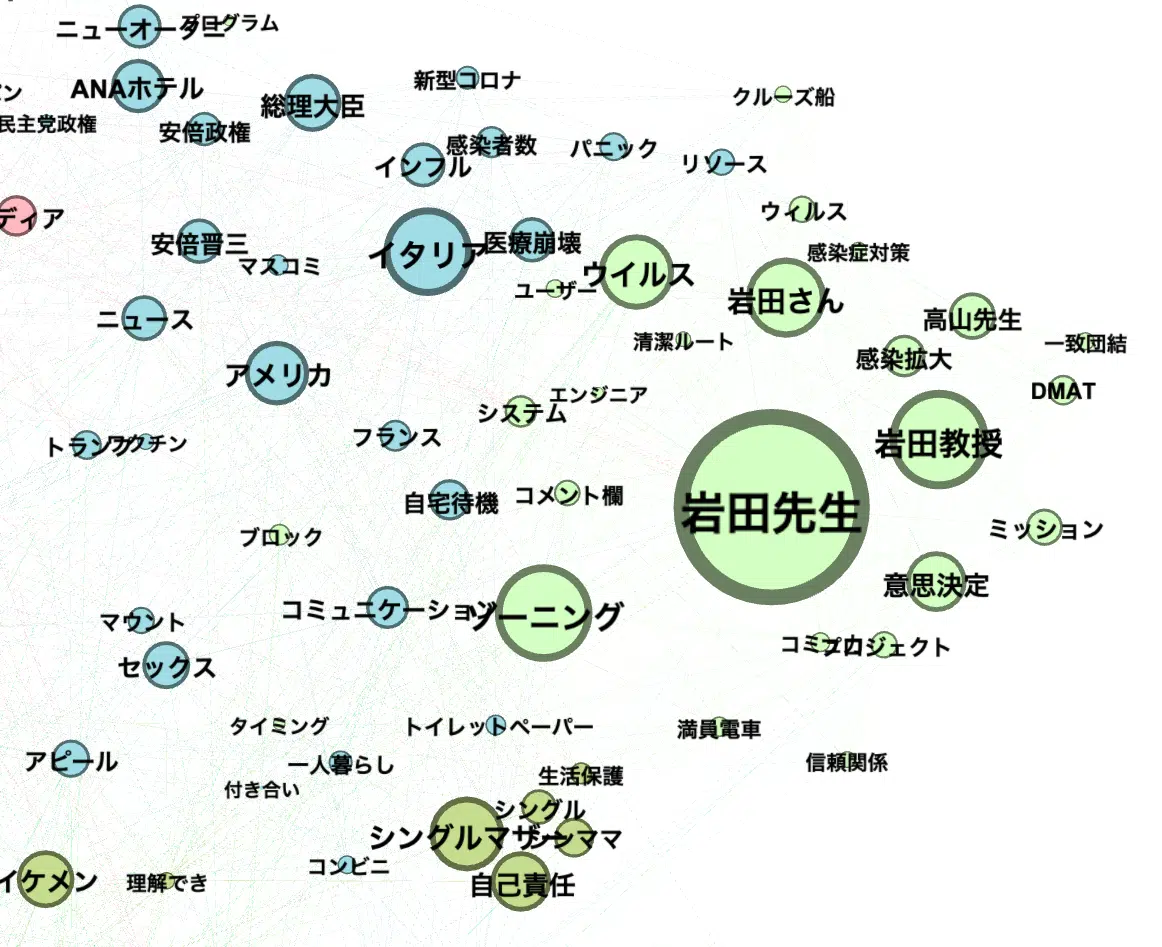 プログラム
ANAホテル
総理大臣
新型コロナ
クルーズ船
民主党政権
安倍政権
感染者数
インフル
パニック
リソース
ディア
ウィルス
安倍晋三
マスコミ
イタリア
医療崩壊
ウイルス
感染症対策
ユーザー
岩田さん
ニュース
高山先生
清潔ルート
感染拡大
一致団結
アメリカ
エンジニア
DMAT
システム
トランプ
ワクチン
フランス
岩田教授
自宅待機
コメント欄
岩田先生
ブロック
ミッション
意思決定
コミュニケーション
ゾーニング
マウント
セックス
プロジェクト
タイミング
トイレットペーパー
満員電車
アピール
一人暮らし
信頼関係
付き合い
生活保護
シングル
シングルマザー
シンママ
コンビニ
イケメン
理解でき
自己責任